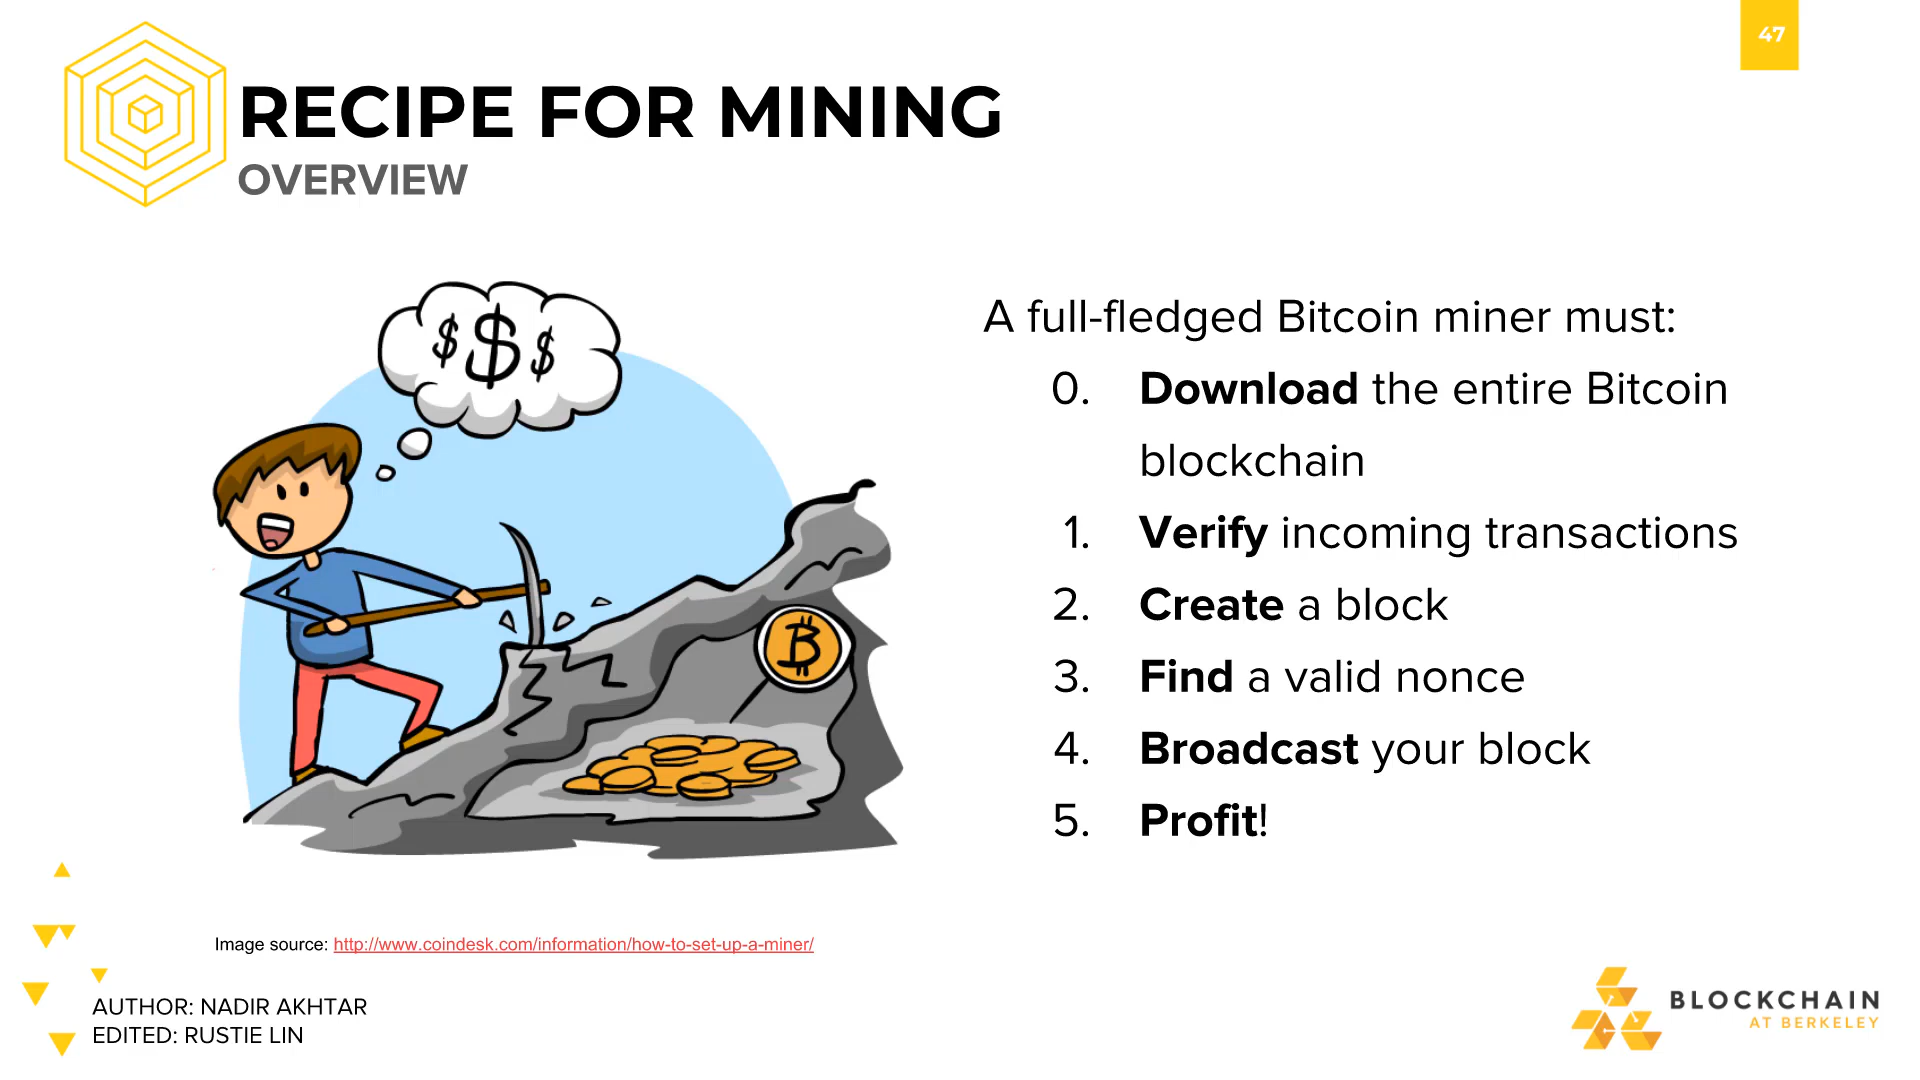 47
RECIPE FOR MINING
OVERVIEW
$ $ $
A full-fledged Bitcoin miner must:
0. Download the entire Bitcoin
blockchain
1. Verify incoming transactions
2. Create a block
3. Find a valid nonce
4. Broadcast your block
5. Profit!
Image source: http://www.coindesk.com/information/how-to-set-up-a-miner/
AUTHOR: NADIR AKHTAR
EDITED: RUSTIE LIN
BLOCKCHAIN
AT BERKELEY